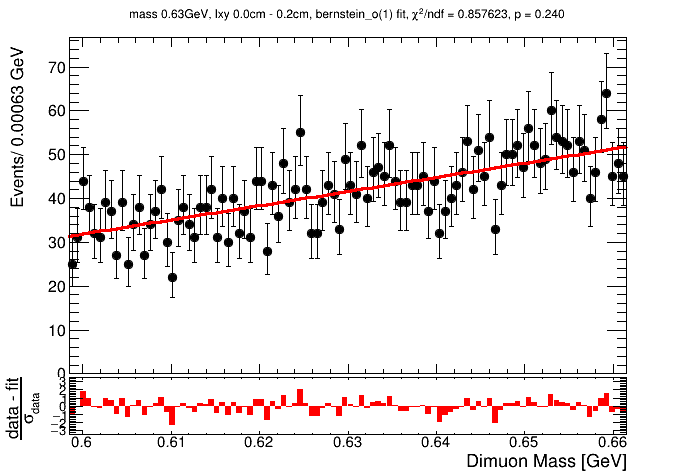 mass 0.63GeV, lxy 0.0cm - 0.2cm, bernstein_o(1) fit, χ²/ndf = 0.857623, p = 0.240
Events/ 0.00063 GeV
70
60
50
40
30
20
10
0
data - fit
σdata
3
2
1
0
−1
−2
−3
0.6 0.61 0.62 0.63 0.64 0.65 0.66
Dimuon Mass [GeV]